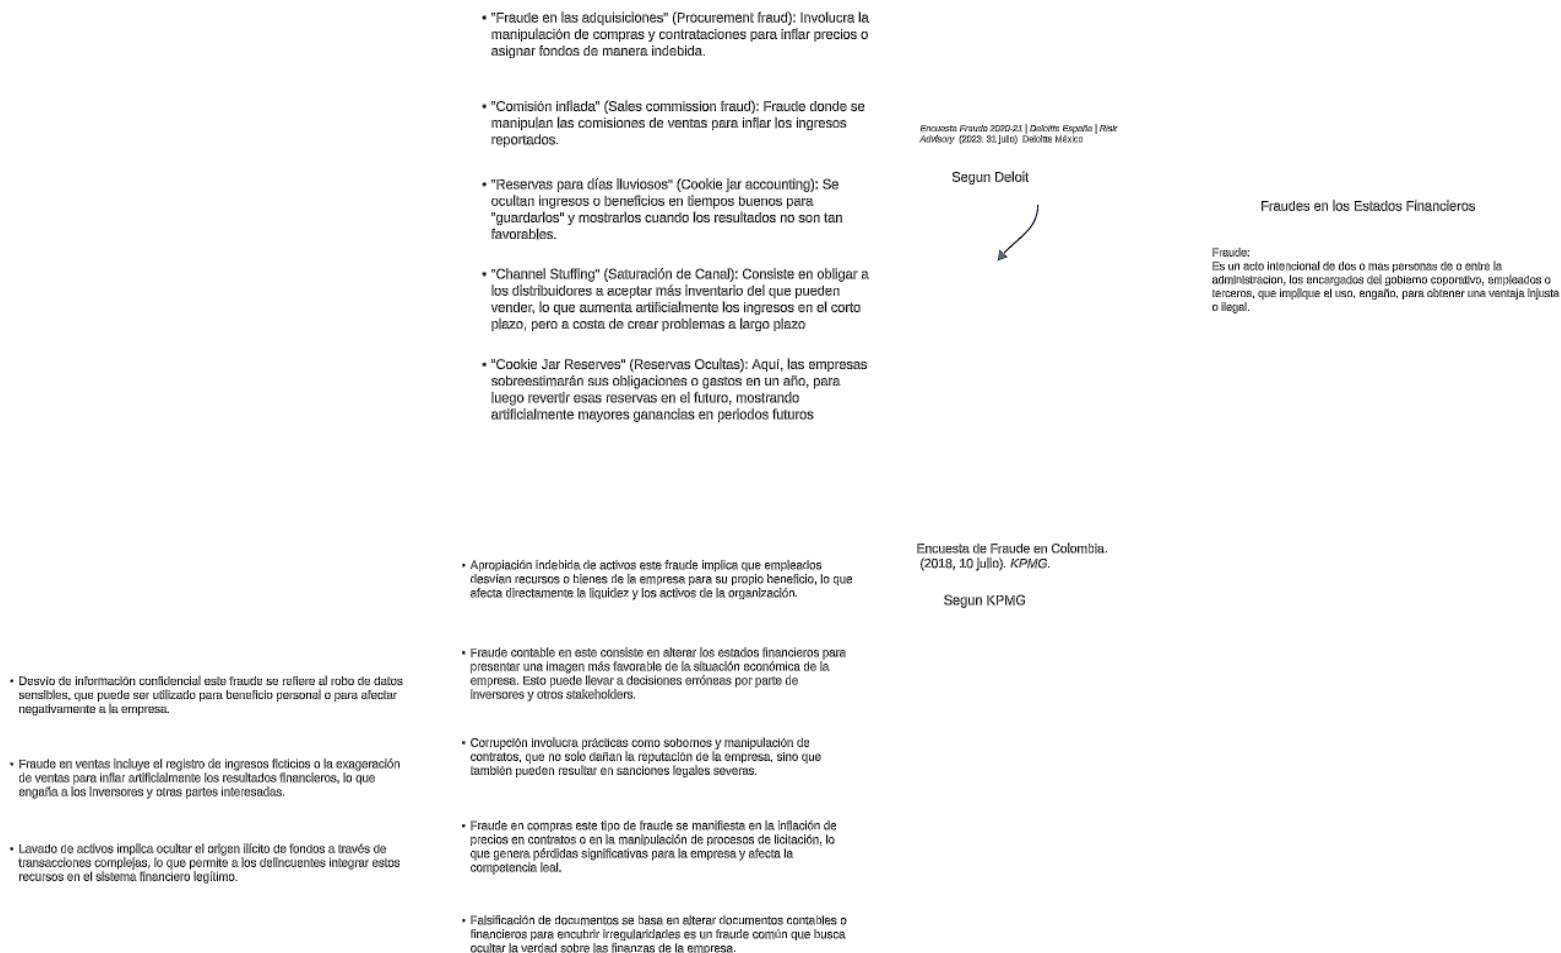 • "Fraude en las adquisiciones" (Procurement fraud): Involucra la
manipulación de compras y contrataciones para inflar precios o
asignar fondos de manera indebida.
• "Comisión inflada" (Sales commission fraud): Fraude donde se
manipulan las comisiones de ventas para inflar los ingresos
reportados.
• "Reservas para días lluviosos" (Cookie jar accounting): Se
ocultan ingresos o beneficios en tiempos buenos para
"guardarlos" y mostrarlos cuando los resultados no son tan
favorables.
• "Channel Stuffing" (Saturación de Canal): Consiste en obligar a
los distribuidores a aceptar más inventario del que pueden
vender, lo que aumenta artificialmente los ingresos en el corto
plazo, pero a costa de crear problemas a largo plazo
• "Cookie Jar Reserves" (Reservas Ocultas): Aquí, las empresas
sobreestimarán sus obligaciones o gastos en un año, para
luego revertir esas reservas en el futuro, mostrando
artificialmente mayores ganancias en periodos futuros
Encuesta Fraude 2020-21 | Deloitte España | Risk
Advisory (2023, 31 julio) Deloitte México
Segun Deloit
Fraudes en los Estados Financieros
Fraude:
Es un acto intencional de dos o mas personas de o entre la
administracion, los encargados del gobierno coporativo, empleados o
terceros, que implique el uso, engaño, para obtener una ventaja injusta
o ilegal.
Encuesta de Fraude en Colombia.
(2018, 10 julio). KPMG.
Segun KPMG
• Apropiación indebida de activos este fraude implica que empleados
desvían recursos o bienes de la empresa para su propio beneficio, lo que
afecta directamente la liquidez y los activos de la organización.
• Fraude contable en este consiste en alterar los estados financieros para
presentar una imagen más favorable de la situación económica de la
empresa. Esto puede llevar a decisiones erróneas por parte de
inversores y otros stakeholders.
• Corrupción involucra prácticas como sobornos y manipulación de
contratos, que no solo dañan la reputación de la empresa, sino que
también pueden resultar en sanciones legales severas.
• Fraude en compras este tipo de fraude se manifiesta en la inflación de
precios en contratos o en la manipulación de procesos de licitación, lo
que genera pérdidas significativas para la empresa y afecta la
competencia leal.
• Falsificación de documentos se basa en alterar documentos contables o
financieros para encubrir irregularidades es un fraude común que busca
ocultar la verdad sobre las finanzas de la empresa.
• Desvío de información confidencial este fraude se refiere al robo de datos
sensibles, que puede ser utilizado para beneficio personal o para afectar
negativamente a la empresa.
• Fraude en ventas incluye el registro de ingresos ficticios o la exageración
de ventas para inflar artificialmente los resultados financieros, lo que
engaña a los inversores y otras partes interesadas.
• Lavado de activos implica ocultar el origen ilícito de fondos a través de
transacciones complejas, lo que permite a los delincuentes integrar estos
recursos en el sistema financiero legítimo.